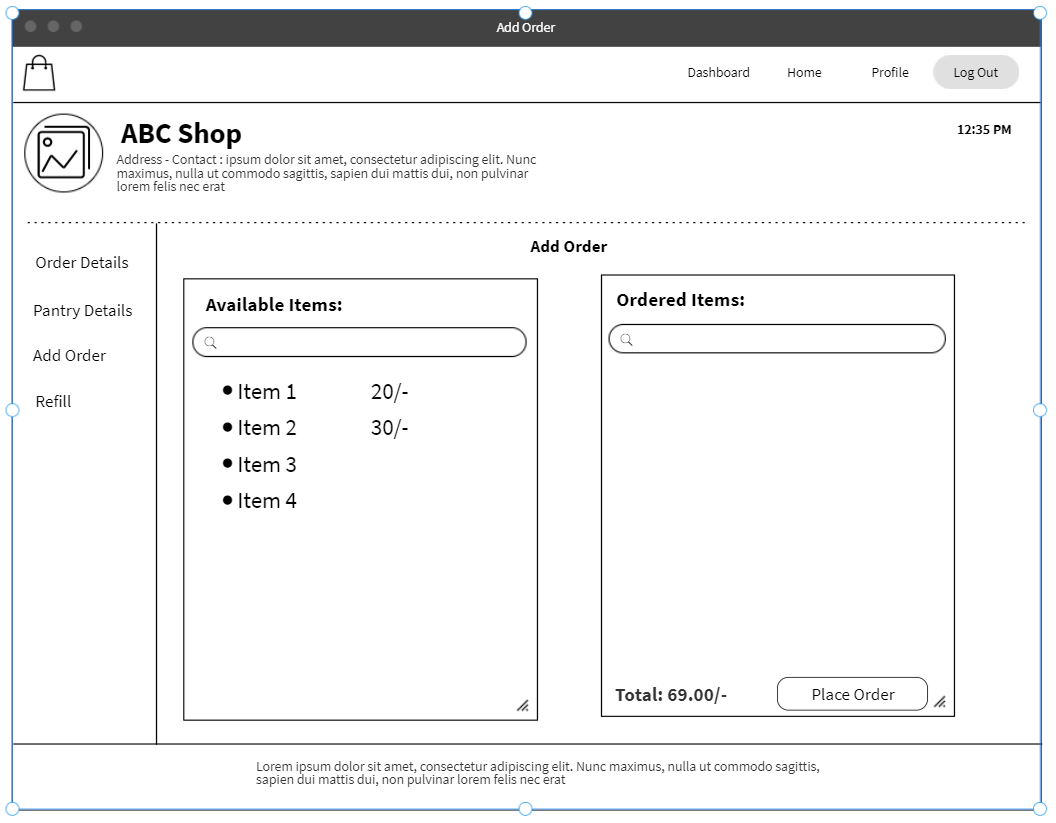 Add Order
Dashboard Home Profile Log Out
ABC Shop
12:35 PM
Address - Contact : ipsum dolor sit amet, consectetur adipiscing elit. Nunc
maximus, nulla ut commodo sagittis, sapien dui mattis dui, non pulvinar
lorem felis nec erat
Order Details
Pantry Details
Add Order
Refill
Add Order
Available Items:
Item 1 20/-
Item 2 30/-
Item 3
Item 4
Ordered Items:
Total: 69.00/- Place Order
Lorem ipsum dolor sit amet, consectetur adipiscing elit. Nunc maximus, nulla ut commodo sagittis,
sapien dui mattis dui, non pulvinar lorem felis nec erat